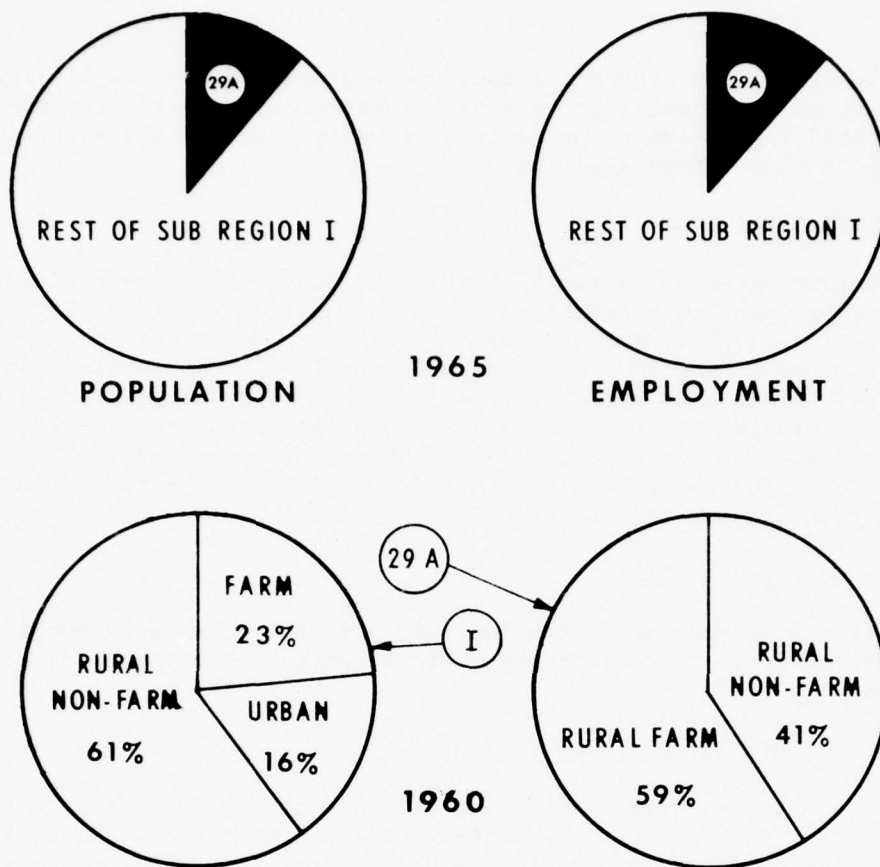 29A
REST OF SUB REGION I
POPULATION
29A
REST OF SUB REGION I
EMPLOYMENT
1965
FARM
23%
RURAL
NON-FARM
61%
URBAN
16%
29 A
I
RURAL
NON-FARM
41%
RURAL FARM
59%
1960